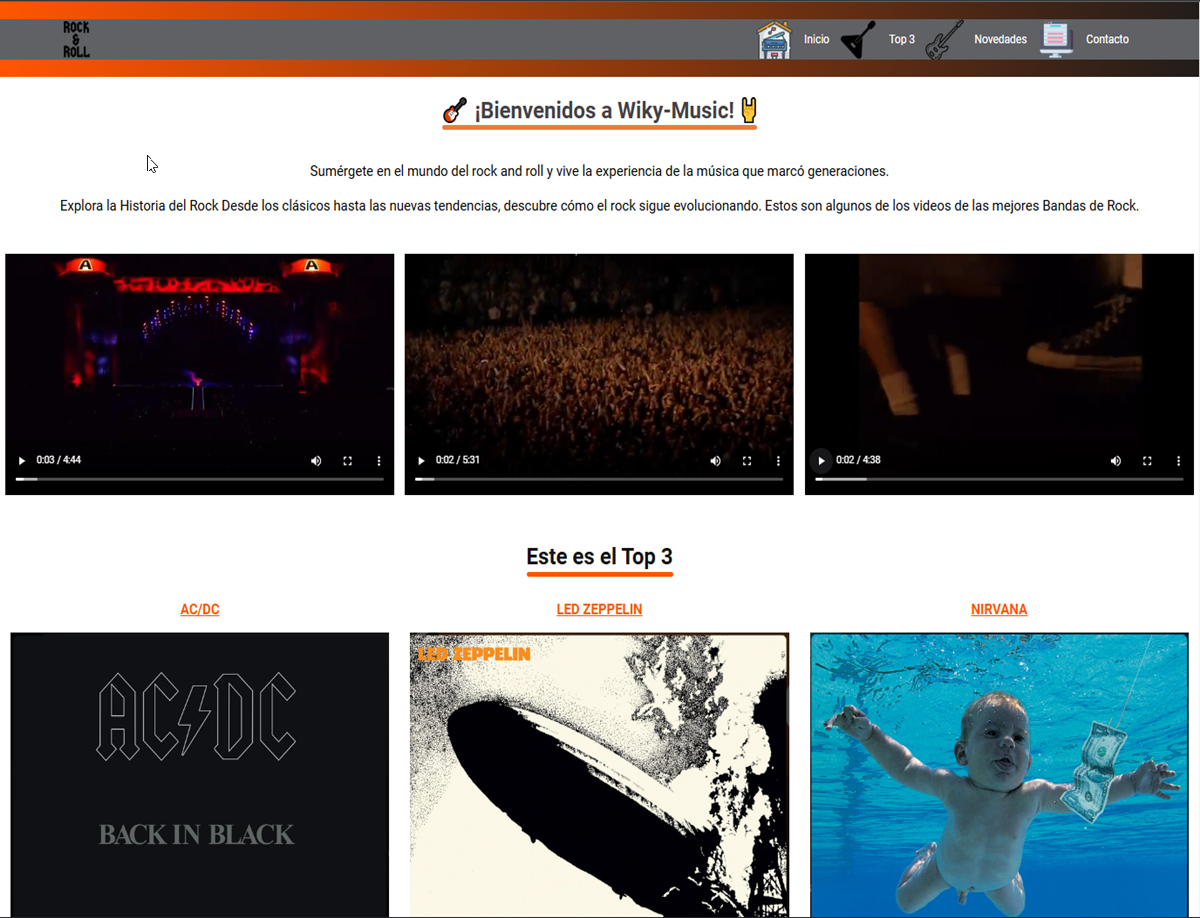 ROCK
&
ROLL
Inicio
Top 3
Novedades
Contacto
¡Bienvenidos a Wiky-Music!
Sumérgete en el mundo del rock and roll y vive la experiencia de la música que marcó generaciones.
Explora la Historia del Rock Desde los clásicos hasta las nuevas tendencias, descubre cómo el rock sigue evolucionando. Estos son algunos de los videos de las mejores Bandas de Rock.
A
A
0:03 / 4:44
0:02 / 5:31
0:02 / 4:38
Este es el Top 3
AC/DC
LED ZEPPELIN
NIRVANA
AC/DC
BACK IN BLACK
LED ZEPPELIN